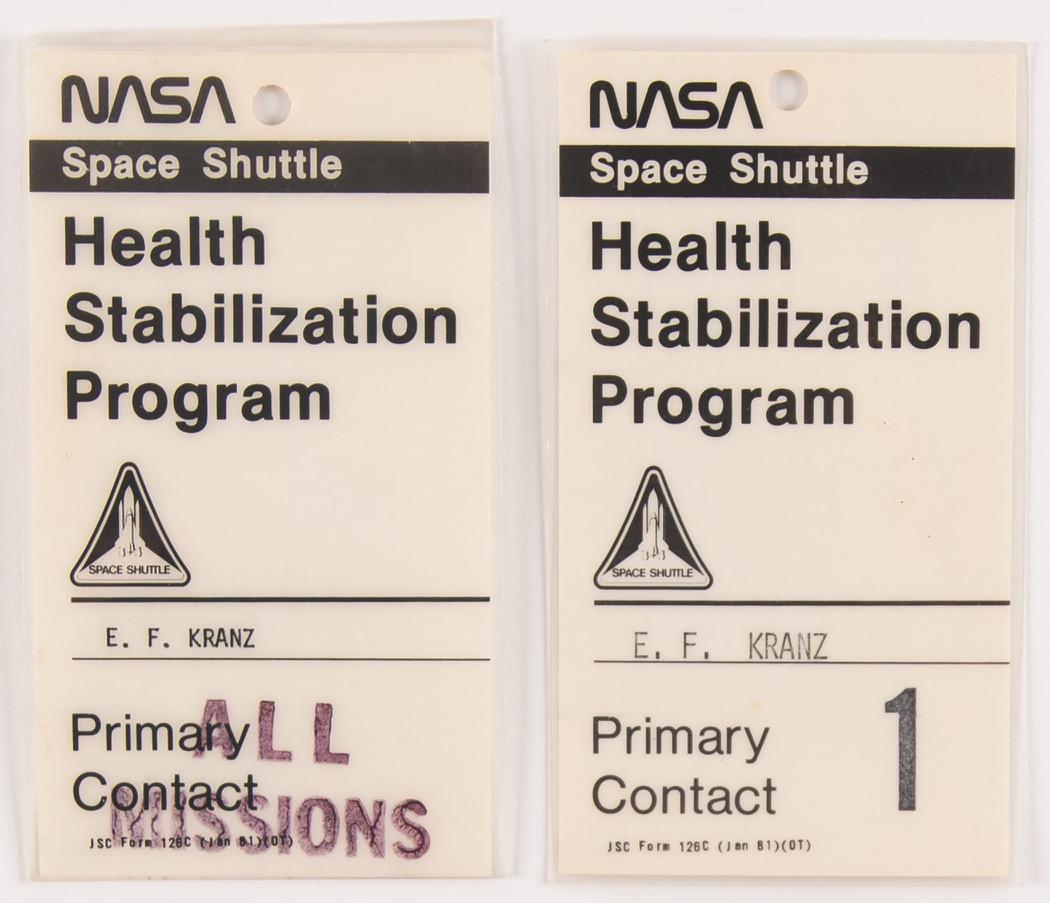 NASA
Space Shuttle
Health
Stabilization
Program
SPACE SHUTTLE
E. F. KRANZ
Primary
ALL
Contact
MISSIONS
JSC Form 126C (Jan 81)(OT)
NASA
Space Shuttle
Health
Stabilization
Program
SPACE SHUTTLE
E. F. KRANZ
Primary
Contact
1
JSC Form 126C (Jan 81)(OT)